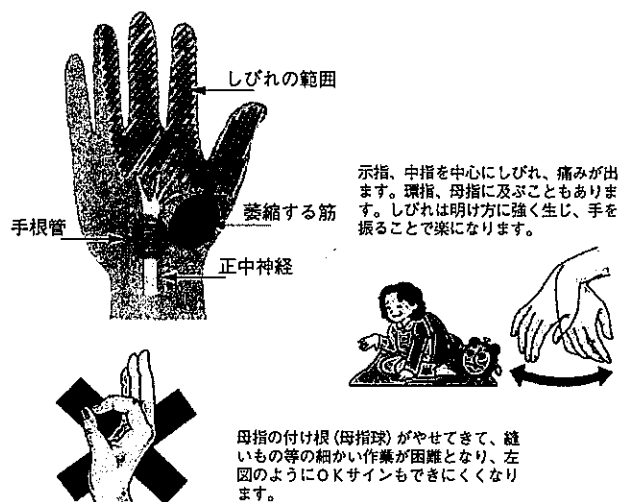 しびれの範囲
萎縮する筋
手根管
正中神経
示指、中指を中心にしびれ、痛みが出
ます。環指、母指に及ぶこともありま
す。しびれは明け方に強く生じ、手を
振ることで楽になります。
母指の付け根(母指球)がやせてきて、縫
いもの等の細かい作業が困難となり、左
図のようにOKサインもできにくくなり
ます。